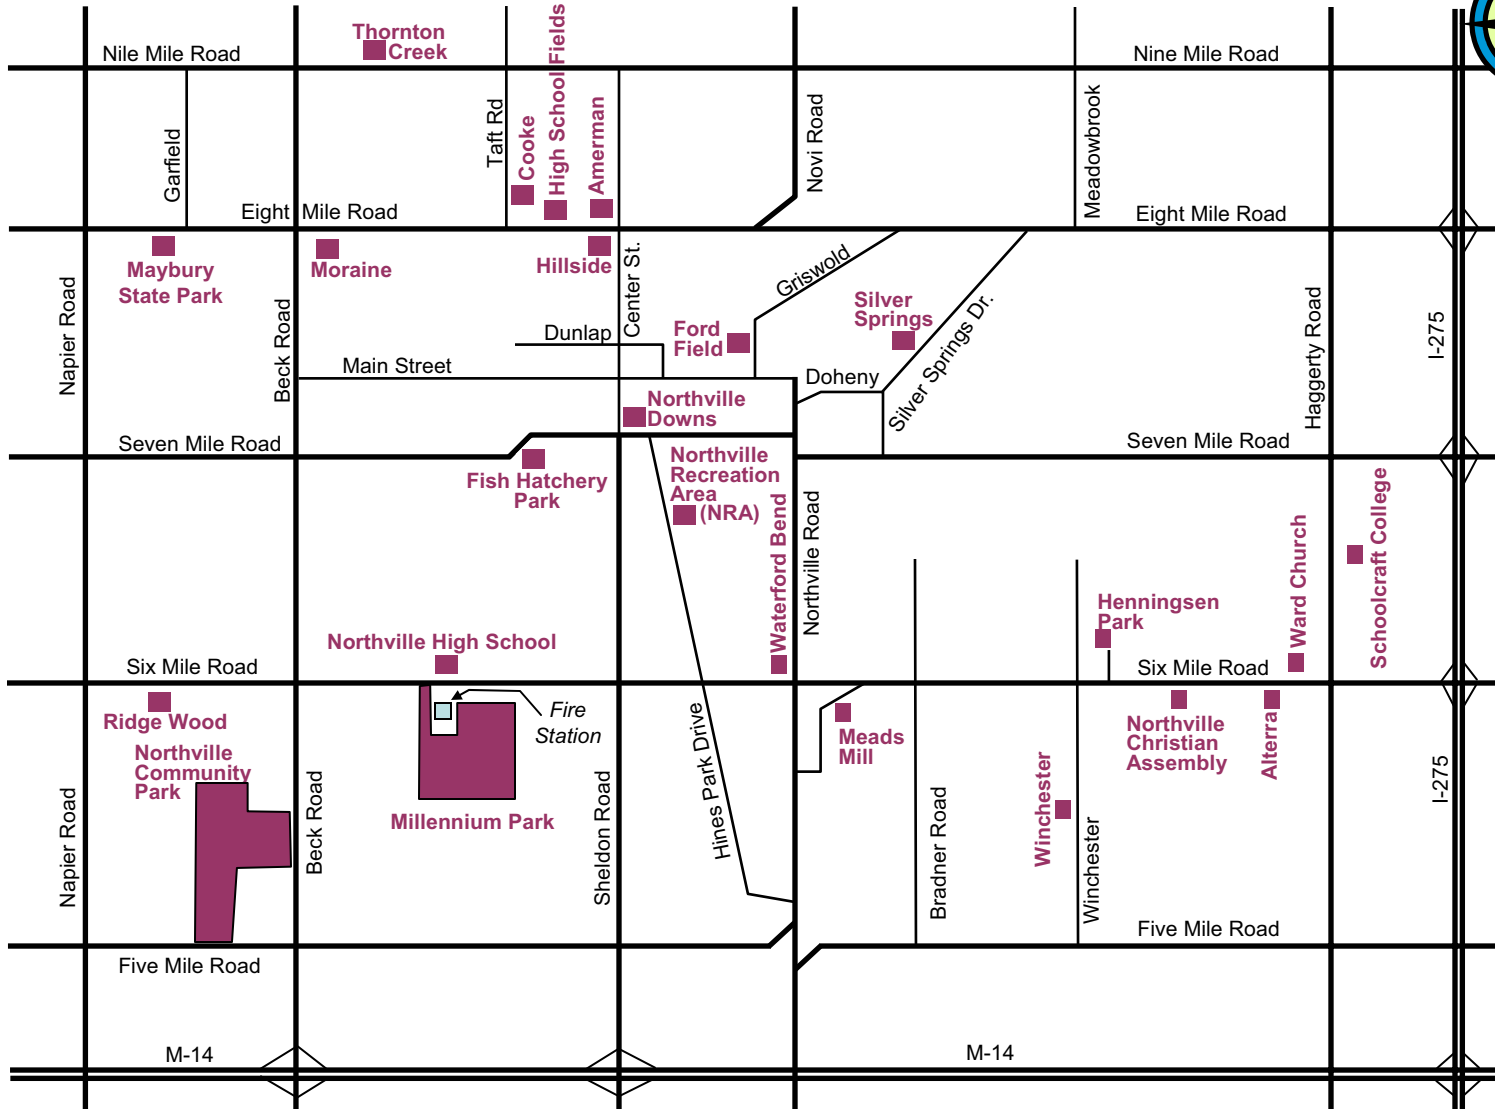 Thornton
Creek
High School Fields
Nile Mile Road
Nine Mile Road
Garfield
Taft Rd
Cooke
Amerman
Novi Road
Meadowbrook
Eight Mile Road
Eight Mile Road
Maybury
State Park
Moraine
Hillside
Center St.
Griswold
Silver
Springs
Silver Springs Dr.
Napier Road
Beck Road
Dunlap
Ford
Field
Haggerty Road
I-275
Main Street
Doheny
Northville
Downs
Seven Mile Road
Seven Mile Road
Fish Hatchery
Park
Northville
Recreation
Area
(NRA)
Waterford Bend
Northville Road
Ward Church
Schoolcraft College
Henningsen
Park
Northville High School
Six Mile Road
Six Mile Road
Ridge Wood
Fire
Station
Northville
Community
Park
Millennium Park
Hines Park Drive
Meads
Mill
Northville
Christian
Assembly
Alterra
Winchester
Winchester
I-275
Napier Road
Beck Road
Sheldon Road
Bradner Road
Five Mile Road
Five Mile Road
M-14
M-14